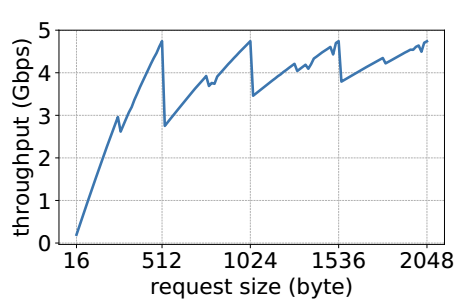 throughput (Gbps)
5
4
3
2
1
0
16 512 1024 1536 2048
request size (byte)